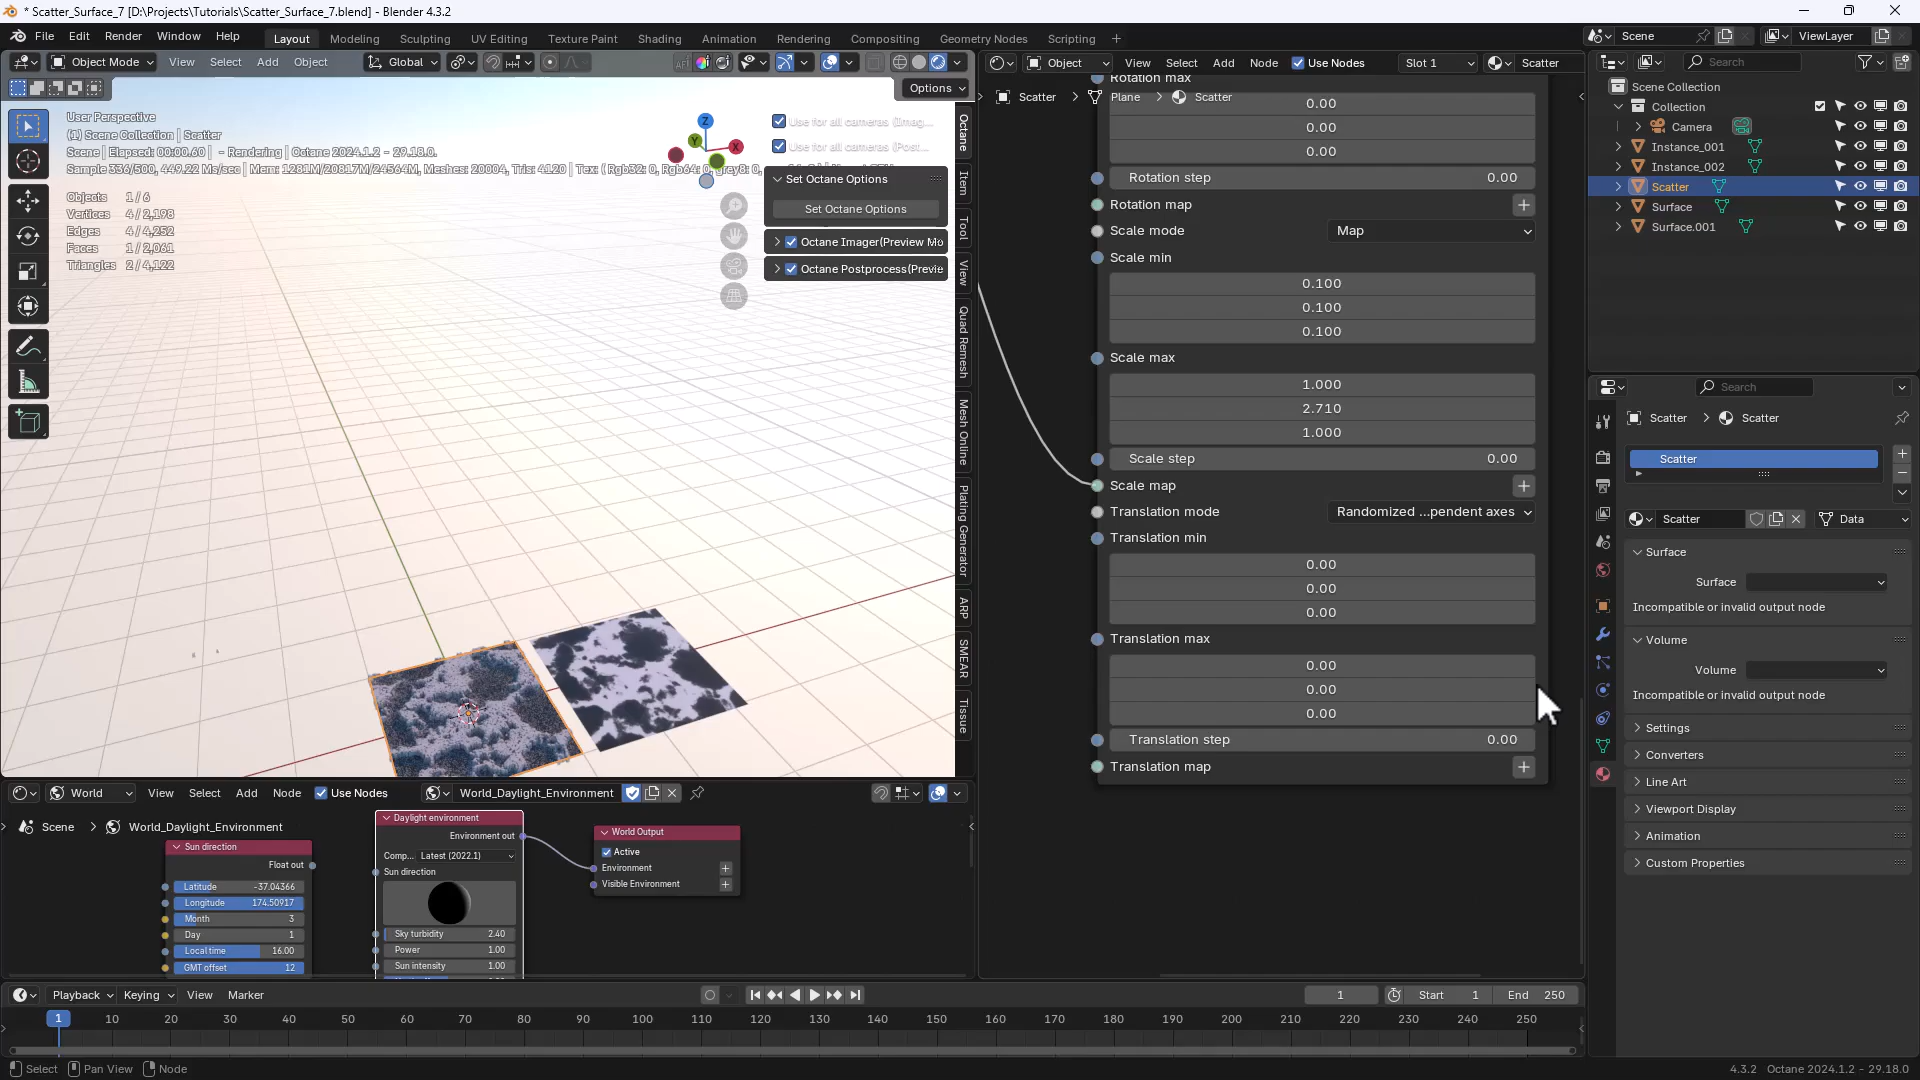 * Scatter_Surface_7 [D:\Projects\Tutorials\Scatter_Surface_7.blend] - Blender 4.3.2
File Edit Render Window Help
Layout Modeling Sculpting UV Editing Texture Paint Shading Animation Rendering Compositing Geometry Nodes Scripting +
Scene
ViewLayer
Object Mode View Select Add Object Global
Options
User Perspective
(1) Scene Collection | Scatter
Objects 1 / 6
Vertices 4 / 2,198
Edges 4 / 4,252
Faces 1 / 2,061
Triangles 2 / 4,122
Z
Y
X
Set Octane Options
Set Octane Options
Octane Imager(Preview Mo
Octane Postprocess(Previe
Octane
Item
Tool
View
Quad Remesh
Mesh Online
Plating Generator
ARP
SMEAR
Tissue
Object View Select Add Node Use Nodes Slot 1 Scatter
Rotation max
Scatter > Plane > Scatter
0.00
0.00
0.00
Rotation step 0.00
Rotation map
Scale mode Map
Scale min
0.100
0.100
0.100
Scale max
1.000
2.710
1.000
Scale step 0.00
Scale map
Translation mode Randomized ...pendent axes
Translation min
0.00
0.00
0.00
Translation max
0.00
0.00
0.00
Translation step 0.00
Translation map
Search
Scene Collection
Collection
Camera
Instance_001
Instance_002
Scatter
Surface
Surface.001
Search
Scatter > Scatter
Scatter
Scatter Data
Surface
Surface
Incompatible or invalid output node
Volume
Volume
Incompatible or invalid output node
Settings
Converters
Line Art
Viewport Display
Animation
Custom Properties
World View Select Add Node Use Nodes World_Daylight_Environment
Scene > World_Daylight_Environment
Sun direction
Float out
Latitude -37.04366
Longitude 174.50917
Month 3
Day 1
Local time 16.00
GMT offset 12
Daylight environment
Environment out
Comp... Latest (2022.1)
Sun direction
Sky turbidity 2.40
Power 1.00
Sun intensity 1.00
World Output
Active
Environment
Visible Environment
Playback Keying View Marker
1
Start 1 End 250
1 10 20 30 40 50 60 70 80 90 100 110 120 130 140 150 160 170 180 190 200 210 220 230 240 250
Select Pan View Node
4.3.2 Octane 2024.1.2 - 29.18.0